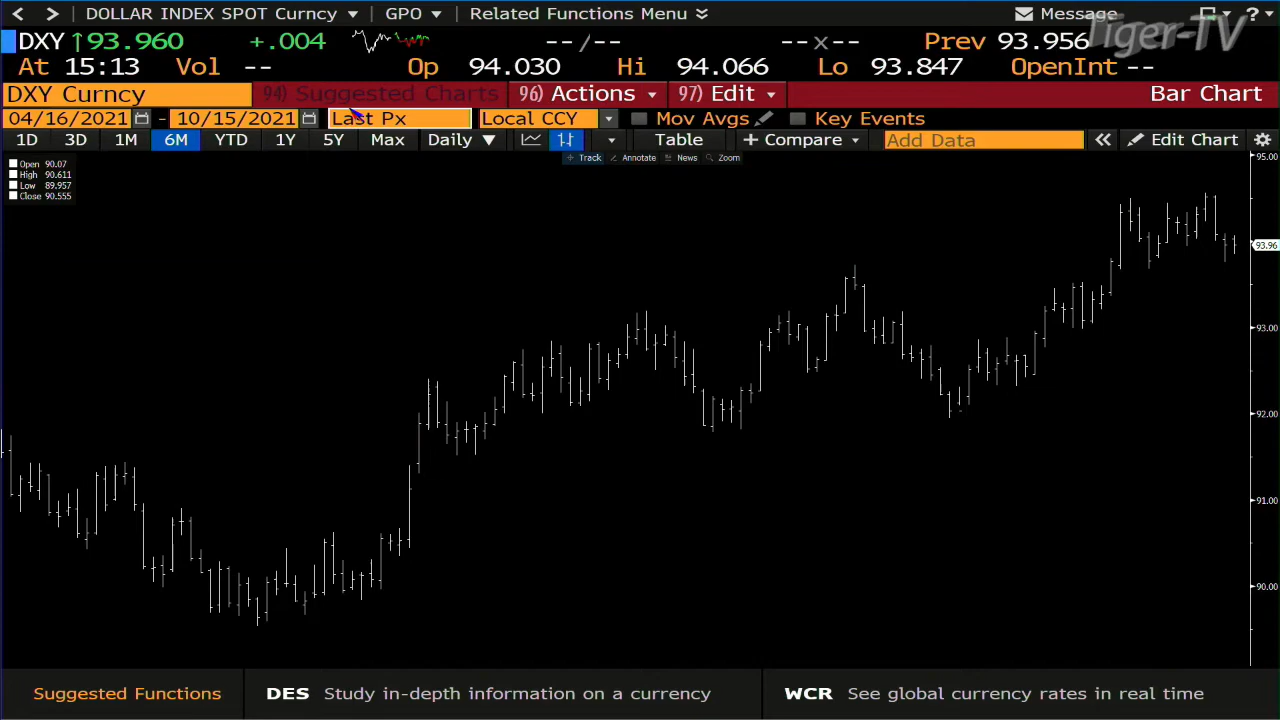 DOLLAR INDEX SPOT Curncy GPO Related Functions Menu Message ?
Tiger-TV
DXY ↑93.960 +.004 --/-- --x-- Prev 93.956
At 15:13 Vol -- Op 94.030 Hi 94.066 Lo 93.847 OpenInt --
DXY Curncy 94) Suggested Charts 96) Actions 97) Edit Bar Chart
04/16/2021 - 10/15/2021 Last Px Local CCY Mov Avgs Key Events
1D 3D 1M 6M YTD 1Y 5Y Max Daily ▼ Table + Compare Add Data « Edit Chart
Track Annotate News Zoom
Open 90.07
High 90.611
Low 89.957
Close 90.555
95.00
93.96
93.00
92.00
91.00
90.00
Suggested Functions DES Study in-depth information on a currency WCR See global currency rates in real time